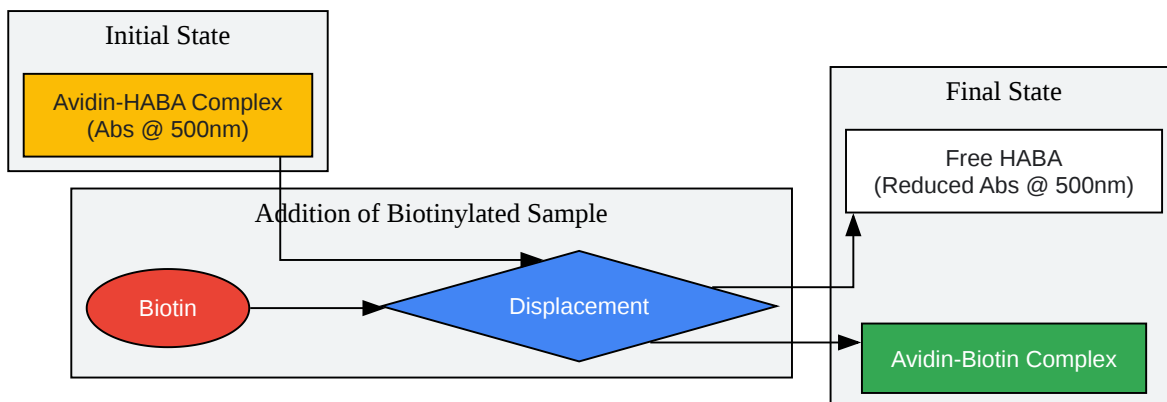 Initial State
Avidin-HABA Complex
(Abs @ 500nm)
Addition of Biotinylated Sample
Biotin
Displacement
Final State
Free HABA
(Reduced Abs @ 500nm)
Avidin-Biotin Complex